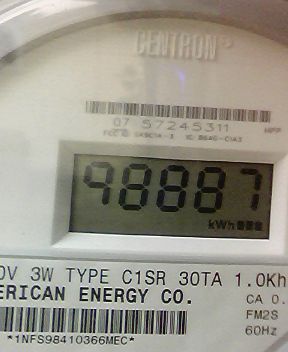 CENTRON®
07 57245311
98887
kWh
0V 3W TYPE C1SR 30TA 1.0Kh
ERICAN ENERGY CO.
CA 0.
FM2S
60Hz
*1NFS98410366MEC*